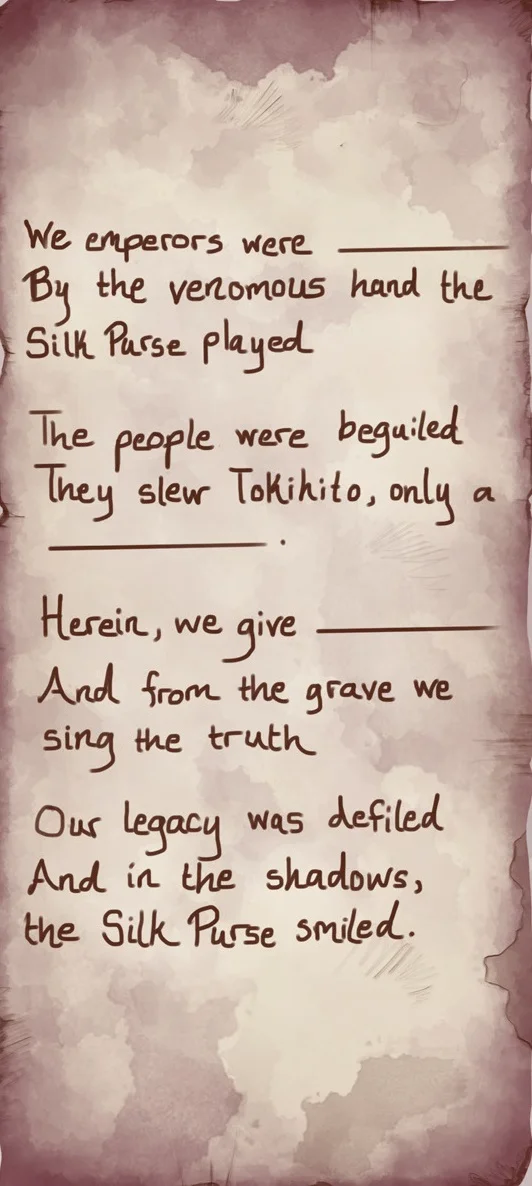 We emperors were ________
By the venomous hand the
Silk Purse played
The people were beguiled
They slew Tokihito, only a
________.
Herein, we give ________
And from the grave we
sing the truth
Our legacy was defiled
And in the shadows,
the Silk Purse smiled.